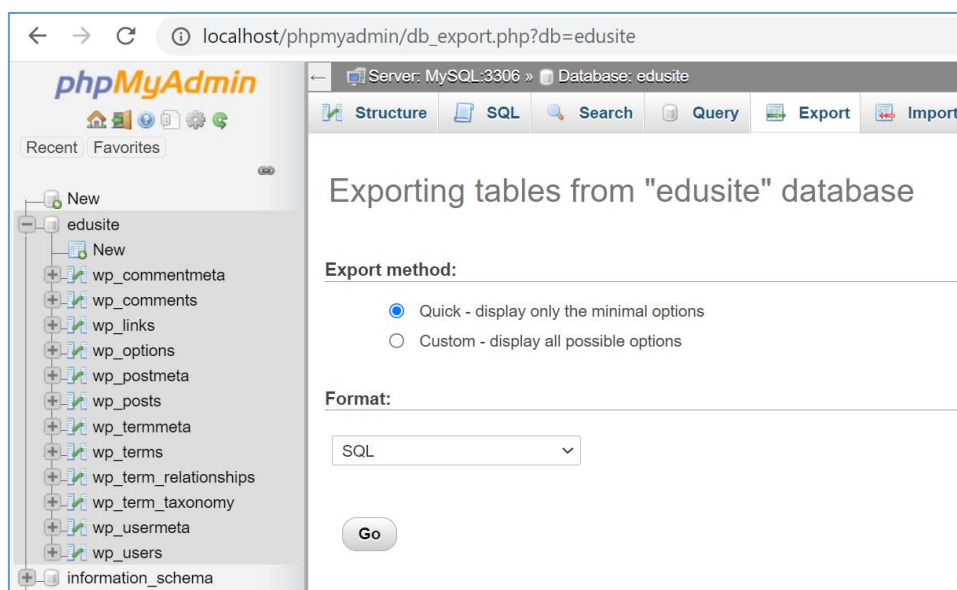 localhost/phpmyadmin/db_export.php?db=edusite
phpMyAdmin
Recent Favorites
New
edusite
New
wp_commentmeta
wp_comments
wp_links
wp_options
wp_postmeta
wp_posts
wp_termmeta
wp_terms
wp_term_relationships
wp_term_taxonomy
wp_usermeta
wp_users
information_schema
Server: MySQL:3306 » Database: edusite
Structure SQL Search Query Export Import
Exporting tables from "edusite" database
Export method:
Quick - display only the minimal options
Custom - display all possible options
Format:
SQL
Go